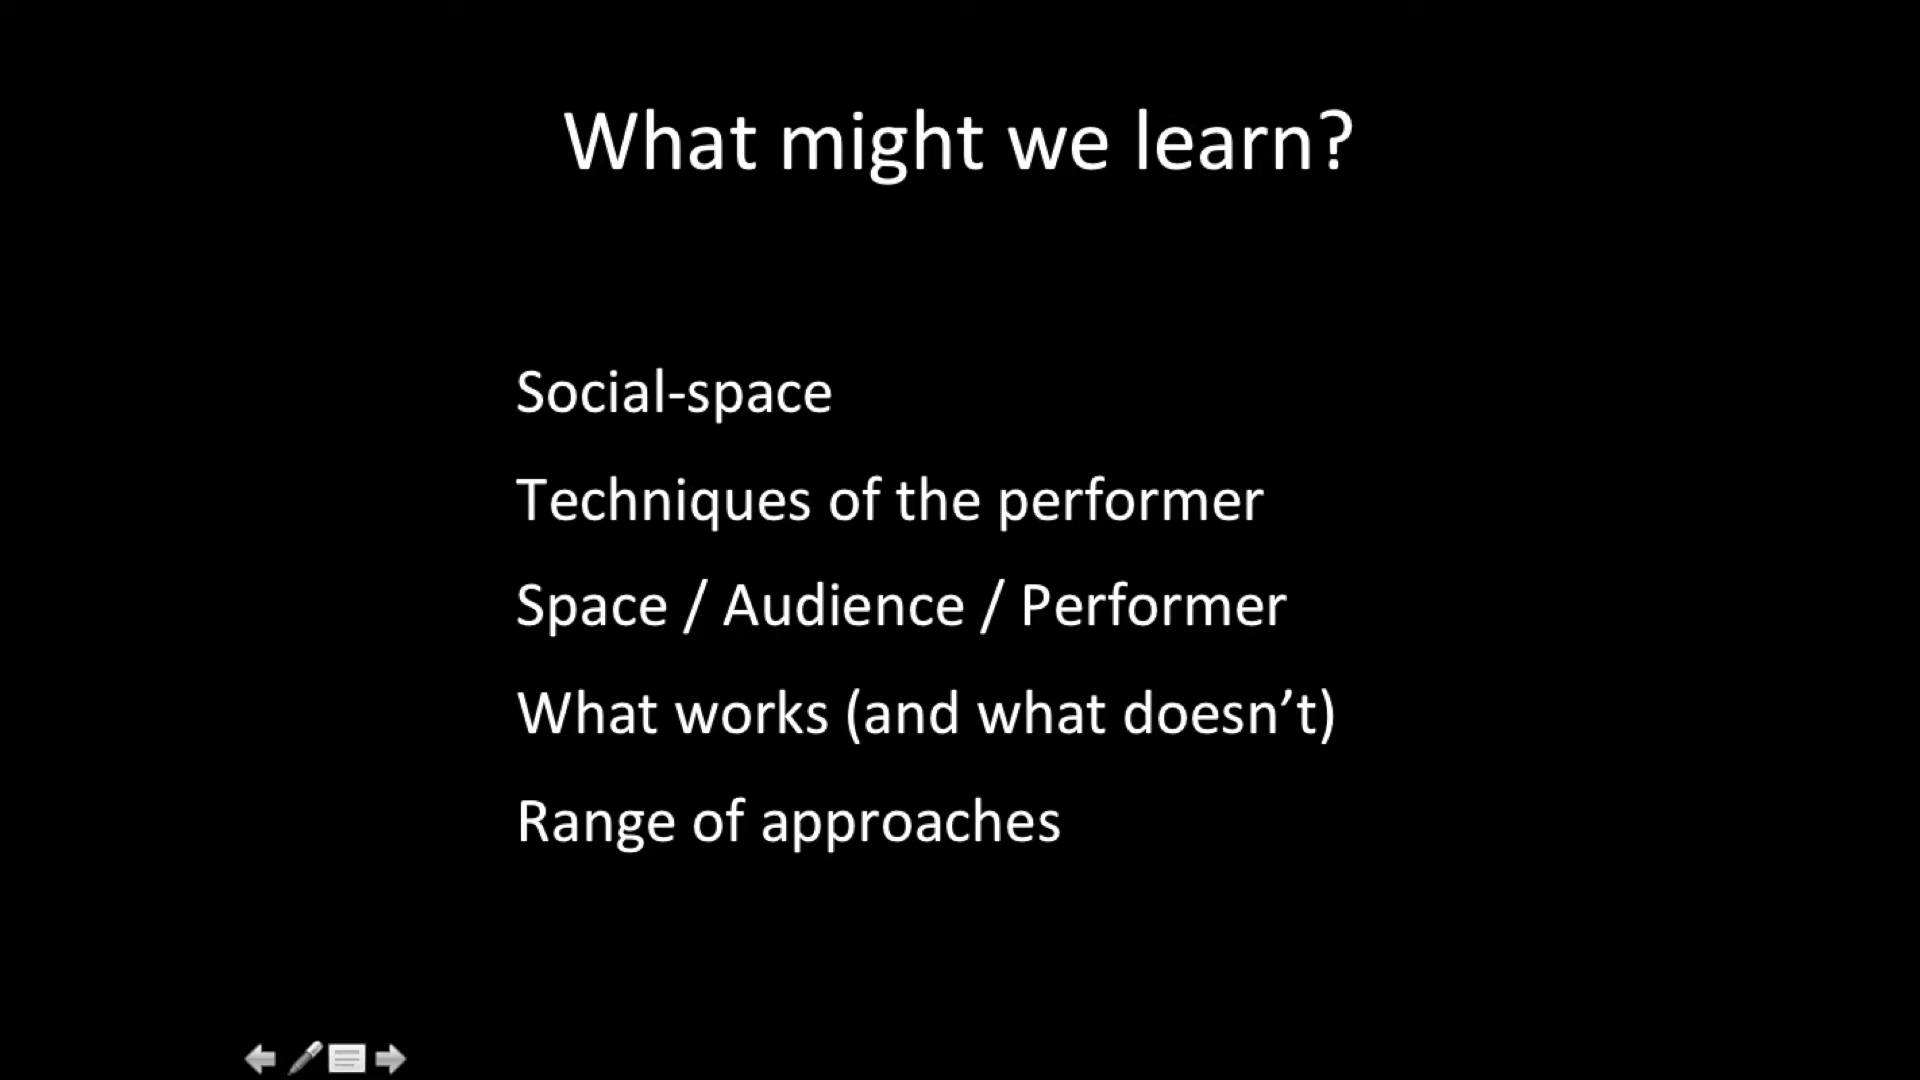 What might we learn?
Social-space
Techniques of the performer
Space / Audience / Performer
What works (and what doesn’t)
Range of approaches